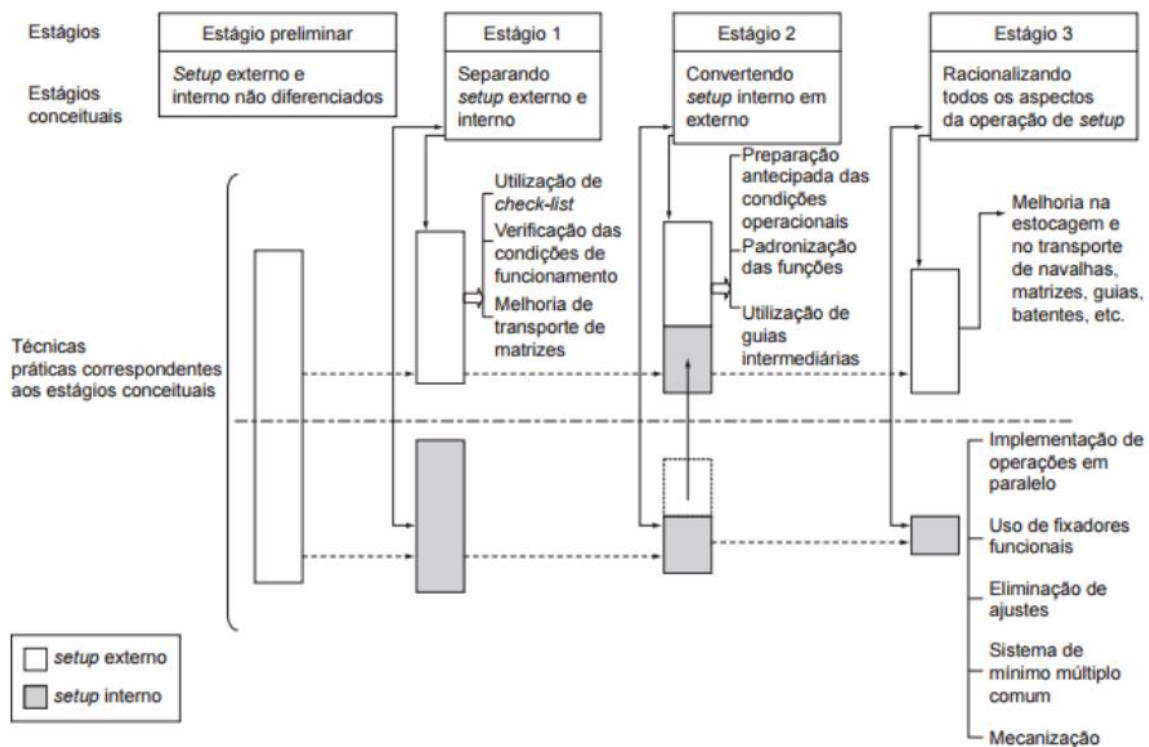 Estágios
Estágio preliminar
Estágio 1
Estágio 2
Estágio 3
Estágios
conceituais
Setup externo e
interno não diferenciados
Separando
setup externo e
interno
Convertendo
setup interno em
externo
Racionalizando
todos os aspectos
da operação de setup
Utilização de
check-list
Verificação das
condições de
funcionamento
Melhoria de
transporte de
matrizes
Preparação
antecipada das
condições
operacionais
Padronização
das funções
Utilização de
guias
intermediárias
Melhoria na
estocagem e
no transporte
de navalhas,
matrizes, guias,
batentes, etc.
Técnicas
práticas correspondentes
aos estágios conceituais
Implementação de
operações em
paralelo
Uso de fixadores
funcionais
Eliminação de
ajustes
Sistema de
mínimo múltiplo
comum
Mecanização
setup externo
setup interno